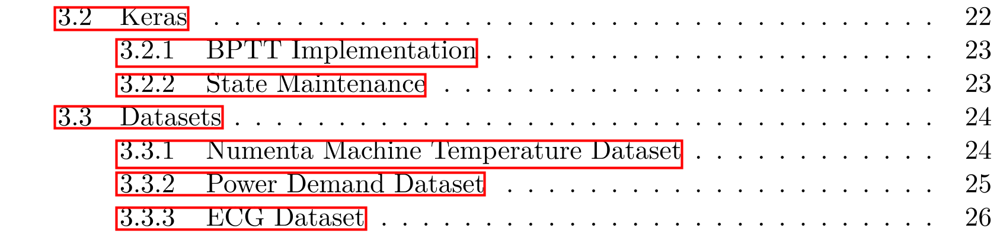 3.2 Keras . . . . . . . . . . . . . . . . . . . . . . . . . . . . . . . . . . . 22
3.2.1 BPTT Implementation . . . . . . . . . . . . . . . . . . . . . . 23
3.2.2 State Maintenance . . . . . . . . . . . . . . . . . . . . . . . . 23
3.3 Datasets . . . . . . . . . . . . . . . . . . . . . . . . . . . . . . . . . . 24
3.3.1 Numenta Machine Temperature Dataset . . . . . . . . . . . . 24
3.3.2 Power Demand Dataset . . . . . . . . . . . . . . . . . . . . . 25
3.3.3 ECG Dataset . . . . . . . . . . . . . . . . . . . . . . . . . . . 26